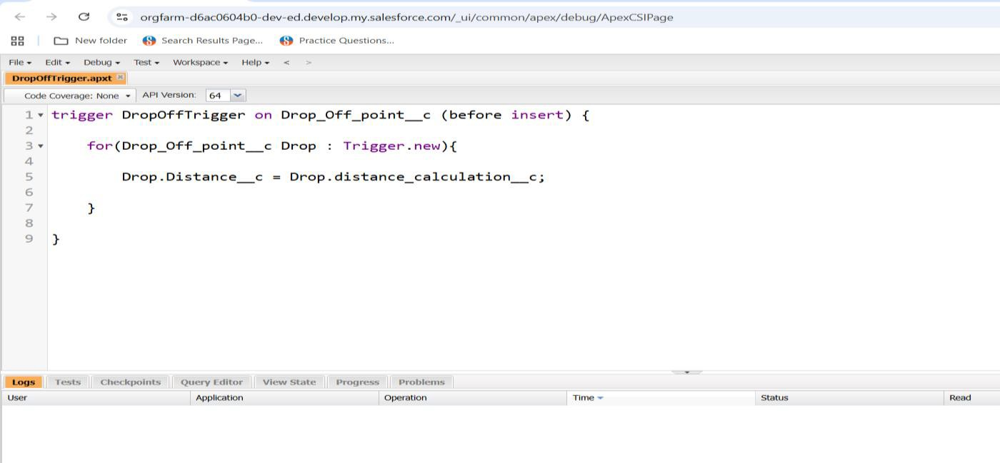 orgfarm-d6ac0604b0-dev-ed.develop.my.salesforce.com/_ui/common/apex/debug/ApexCSIPage
New folder Search Results Page... Practice Questions...
File Edit Debug Test Workspace Help < >
DropOffTrigger.apxt
Code Coverage: None API Version: 64
1 trigger DropOffTrigger on Drop_Off_point__c (before insert) {
2
3 for(Drop_Off_point__c Drop : Trigger.new){
4
5 Drop.Distance__c = Drop.distance_calculation__c;
6
7 }
8
9 }
Logs Tests Checkpoints Query Editor View State Progress Problems
User Application Operation Time Status Read